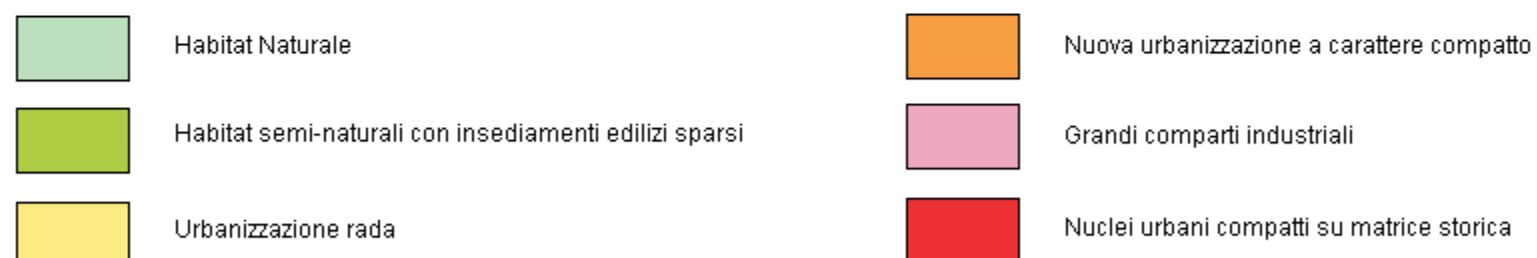 Habitat Naturale
Habitat semi-naturali con insediamenti edilizi sparsi
Urbanizzazione rada
Nuova urbanizzazione a carattere compatto
Grandi comparti industriali
Nuclei urbani compatti su matrice storica